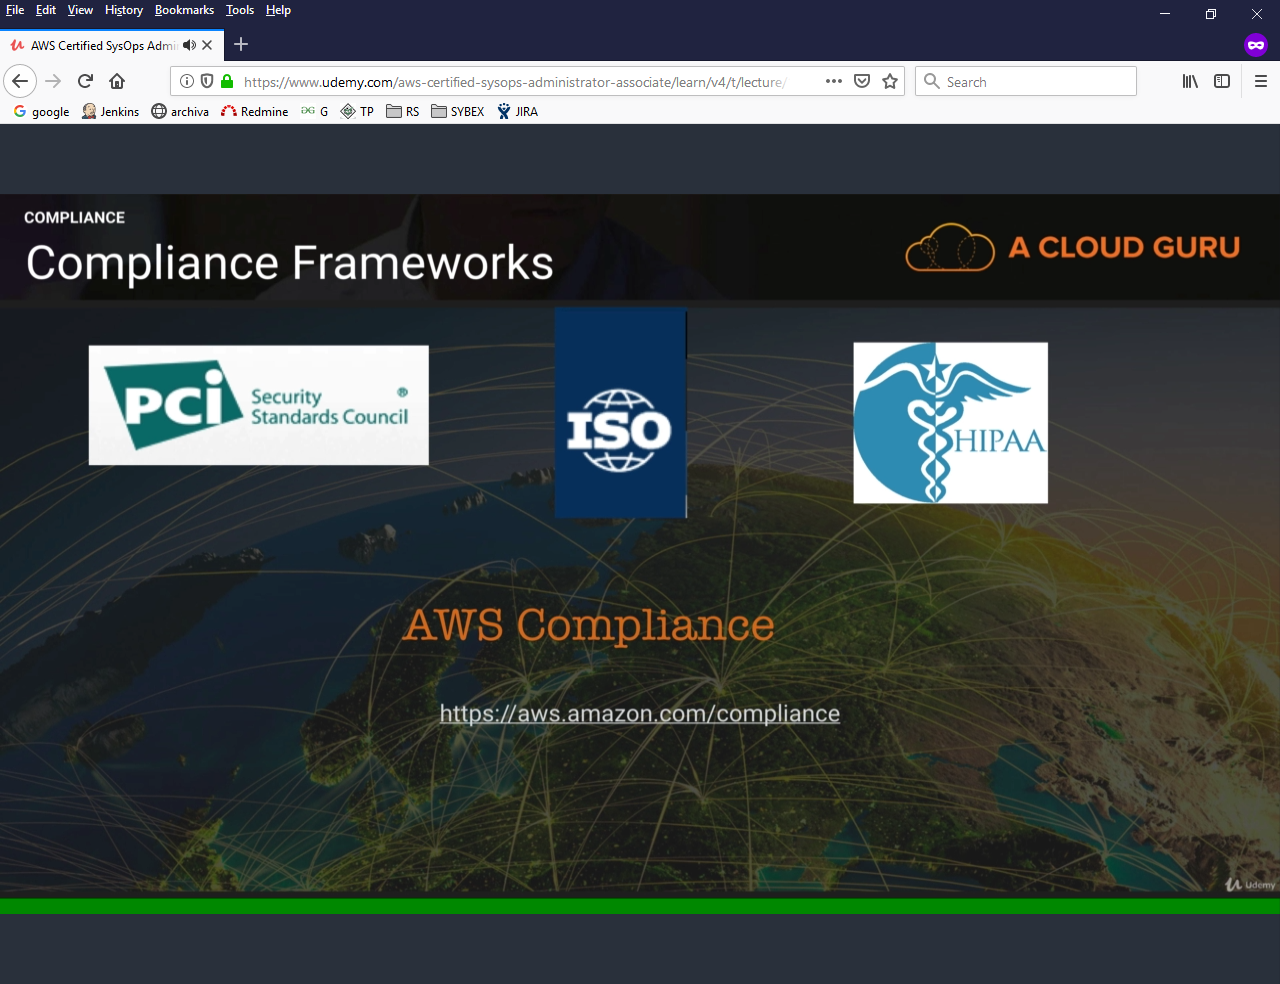 File Edit View History Bookmarks Tools Help
AWS Certified SysOps Admi
https://www.udemy.com/aws-certified-sysops-administrator-associate/learn/v4/t/lecture/
Search
google Jenkins archiva Redmine G TP RS SYBEX JIRA
COMPLIANCE
Compliance Frameworks
A CLOUD GURU
PCi Security
Standards Council ®
ISO
HIPAA
AWS Compliance
https://aws.amazon.com/compliance
Udemy